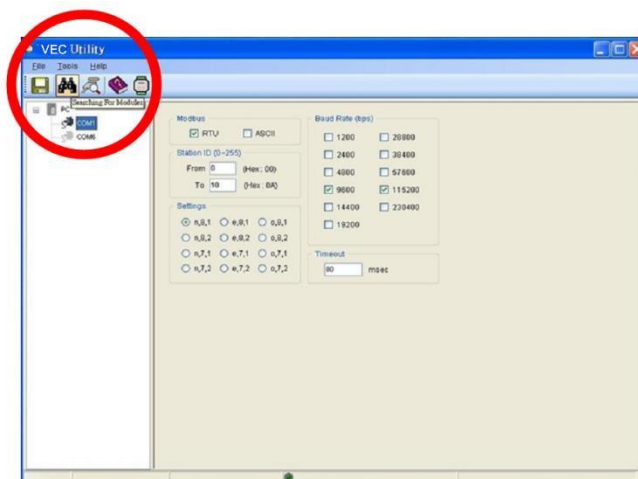 VEC Utility
File Tools Help
Searching For Modules
PC
COM1
COM6
Modbus
RTU ASCII
Station ID (0~255)
From 0 (Hex: 00)
To 10 (Hex: 0A)
Settings
n,8,1 e,8,1 o,8,1
n,8,2 e,8,2 o,8,2
n,7,1 e,7,1 o,7,1
n,7,2 e,7,2 o,7,2
Baud Rate (bps)
1200 28800
2400 38400
4800 57600
9600 115200
14400 230400
19200
Timeout
80 msec